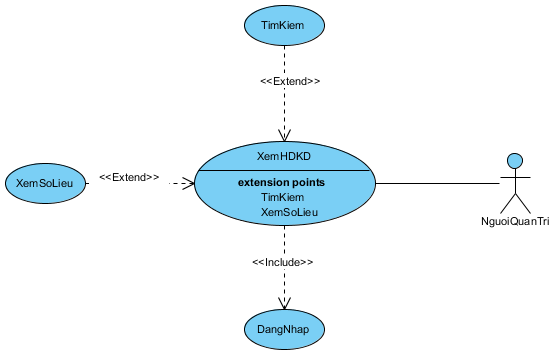 TimKiem
<<Extend>>
XemHDKD
<<Extend>>
extension points
XemSoLieu
TimKiem
XemSoLieu
NguoiQuanTri
<<Include>>
DangNhap